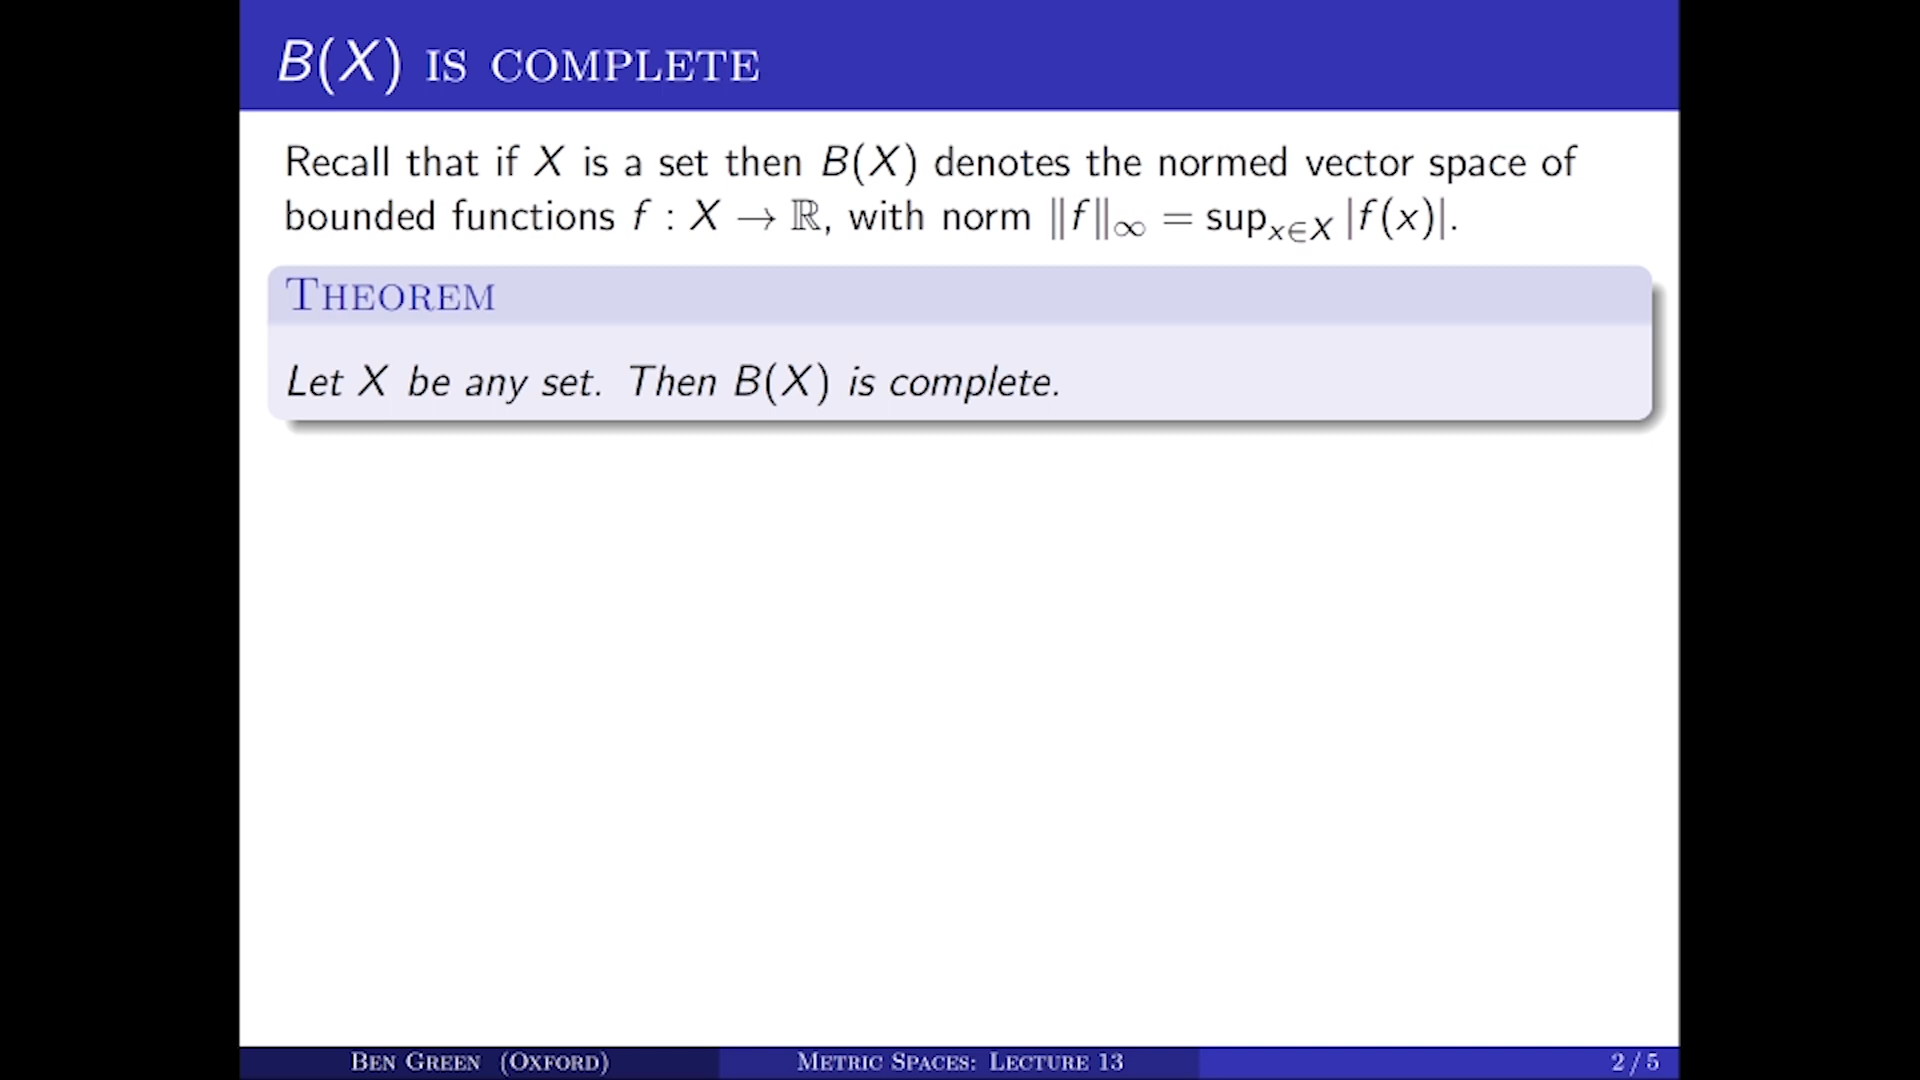 B(X) IS COMPLETE
Recall that if X is a set then B(X) denotes the normed vector space of
bounded functions f : X → ℝ, with norm ‖f‖∞ = supₓ∈X |f(x)|.
THEOREM
Let X be any set. Then B(X) is complete.
BEN GREEN (OXFORD)
METRIC SPACES: LECTURE 13
2 / 5